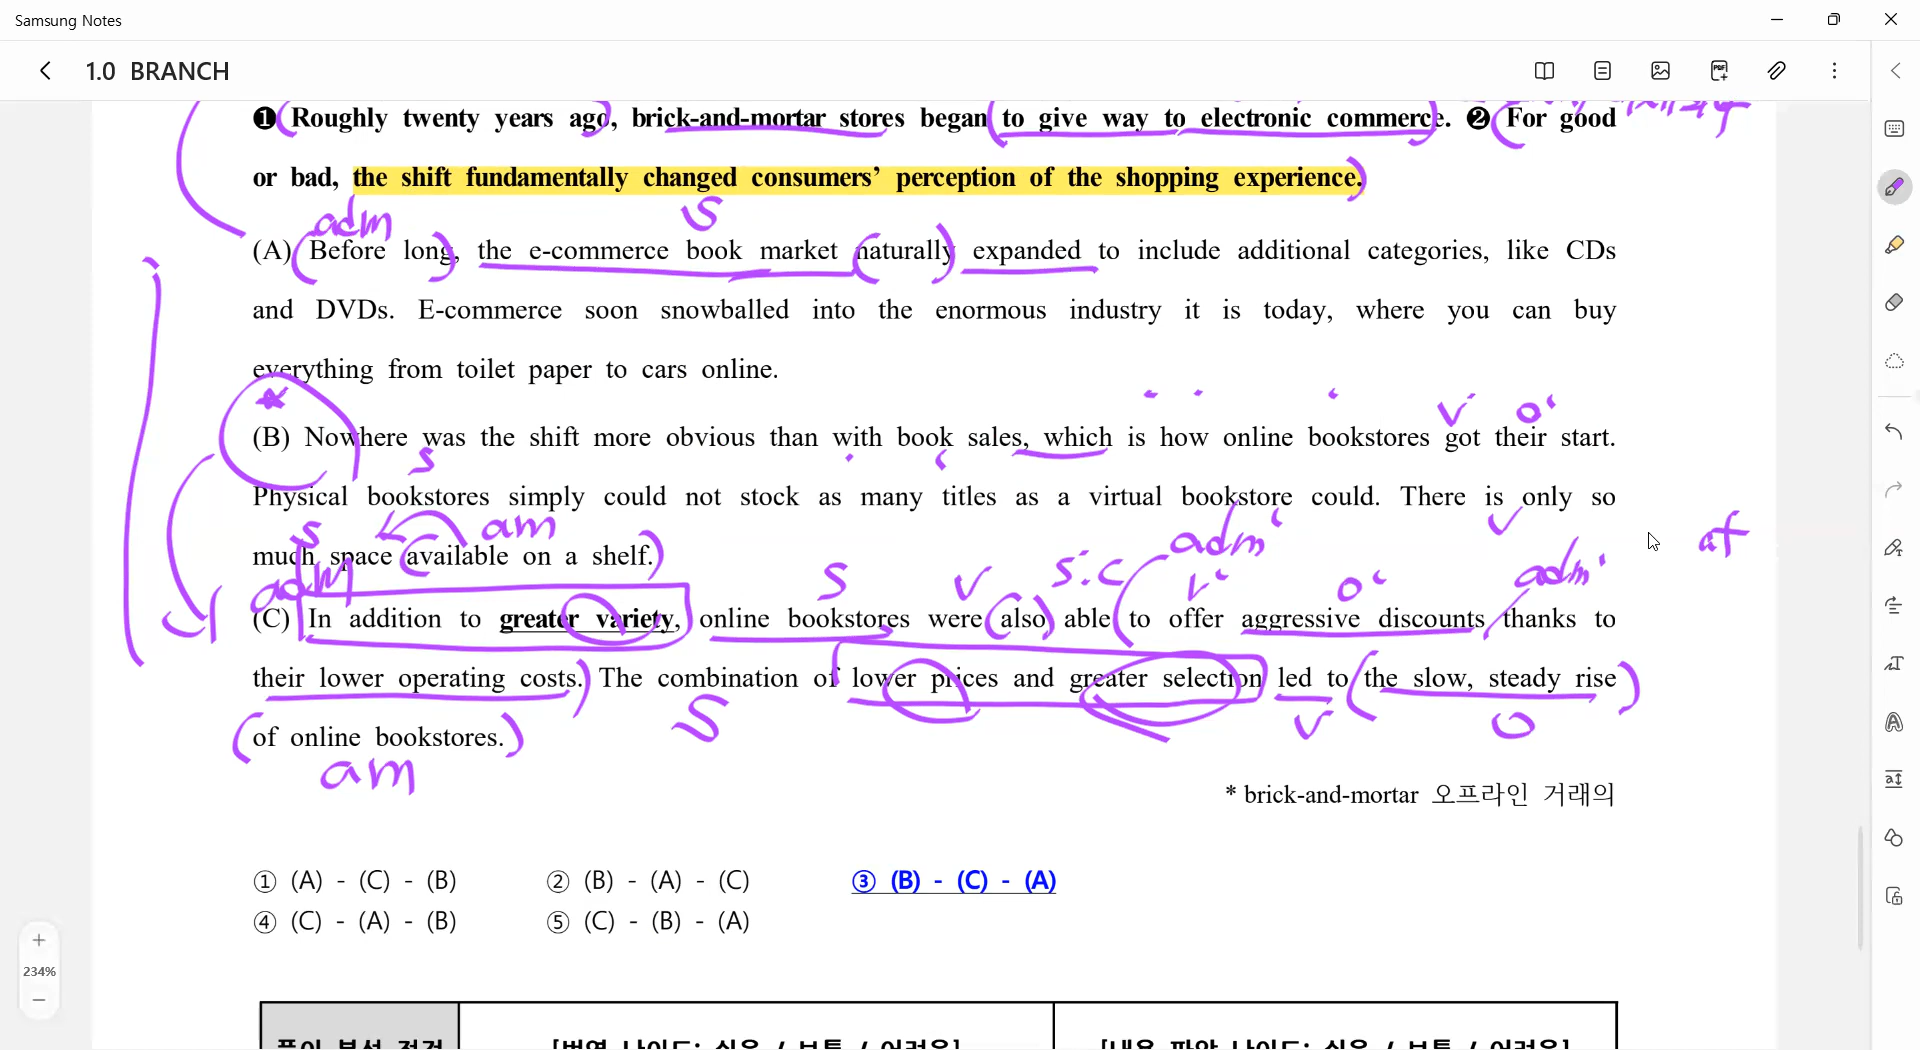 Samsung Notes
1.0 BRANCH
❶ Roughly twenty years ago, brick-and-mortar stores began to give way to electronic commerce. ❷ For good
or bad, the shift fundamentally changed consumers’ perception of the shopping experience.
adm S
(A) Before long, the e-commerce book market naturally expanded to include additional categories, like CDs
and DVDs. E-commerce soon snowballed into the enormous industry it is today, where you can buy
everything from toilet paper to cars online.
V o‘
(B) Nowhere was the shift more obvious than with book sales, which is how online bookstores got their start.
s
Physical bookstores simply could not stock as many titles as a virtual bookstore could. There is only so
s am adm‘ v af
much space available on a shelf.
adm s v s.c v‘ o‘ adm‘
(C) In addition to greater variety, online bookstores were also able to offer aggressive discounts thanks to
their lower operating costs. The combination of lower prices and greater selection led to the slow, steady rise
S V O
of online bookstores.
am
* brick-and-mortar 오프라인 거래의
① (A) - (C) - (B) ② (B) - (A) - (C) ③ (B) - (C) - (A)
④ (C) - (A) - (B) ⑤ (C) - (B) - (A)
234%